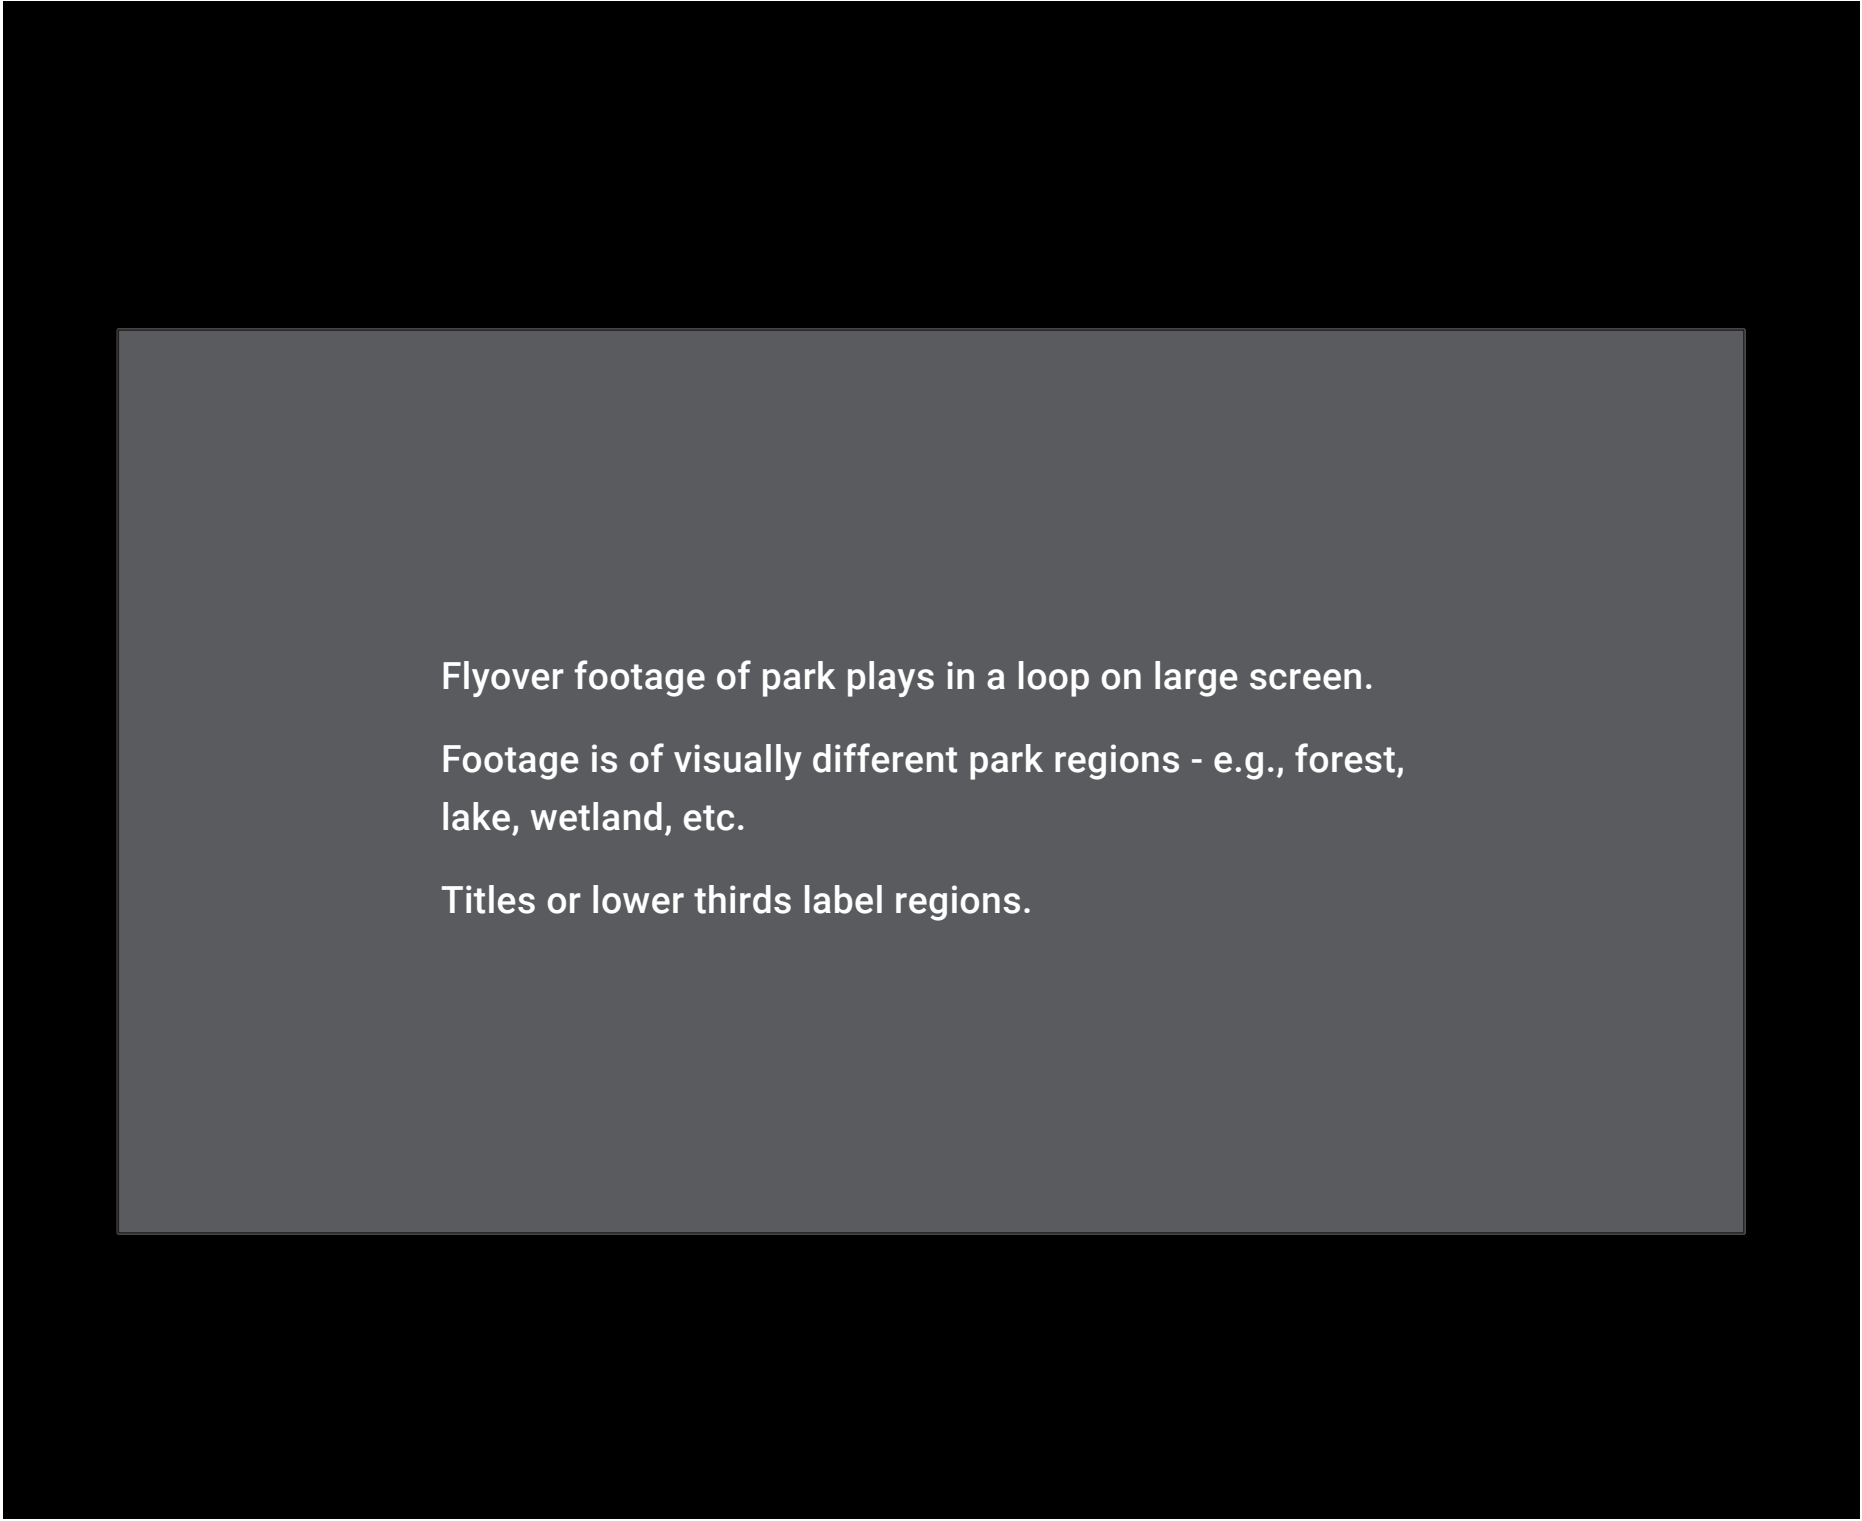 Flyover footage of park plays in a loop on large screen.
Footage is of visually different park regions - e.g., forest,
lake, wetland, etc.
Titles or lower thirds label regions.